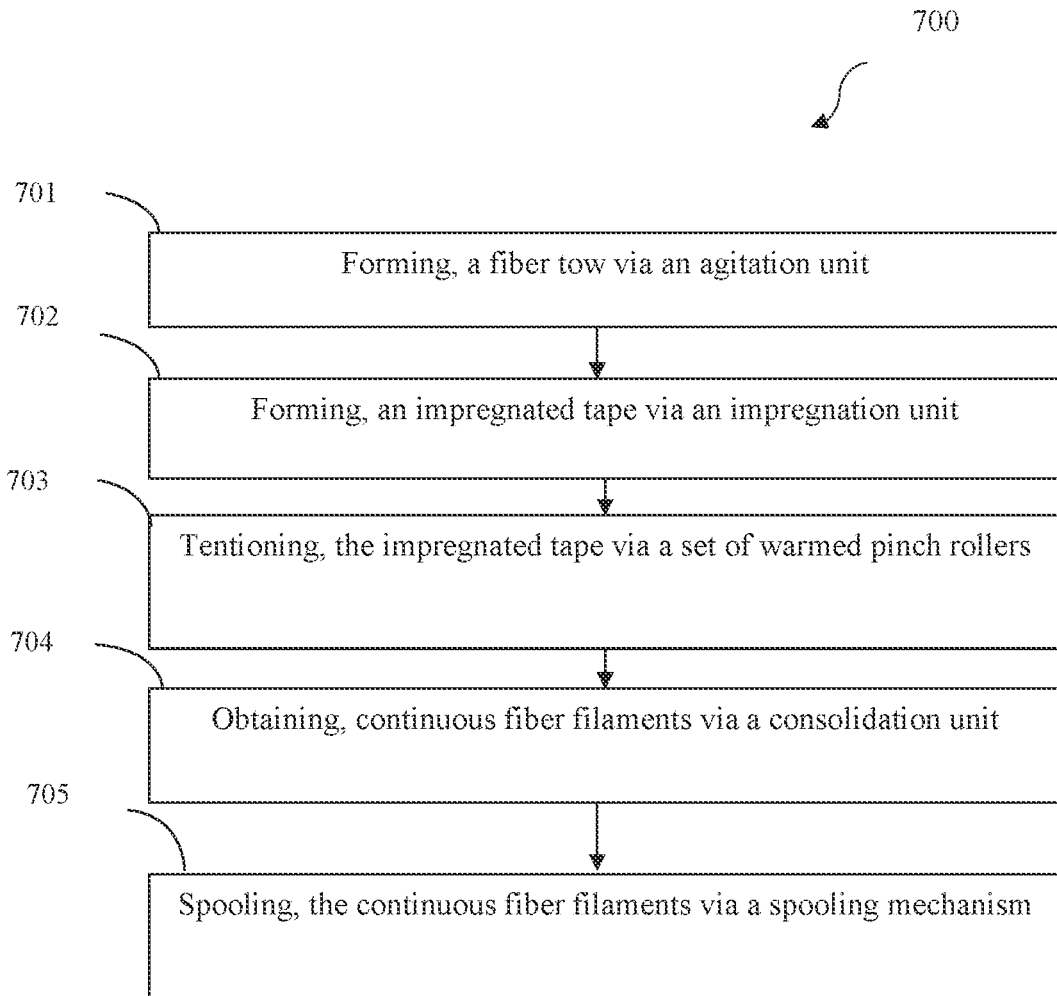 700
701
Forming, a fiber tow via an agitation unit
702
Forming, an impregnated tape via an impregnation unit
703
Tentioning, the impregnated tape via a set of warmed pinch rollers
704
Obtaining, continuous fiber filaments via a consolidation unit
705
Spooling, the continuous fiber filaments via a spooling mechanism